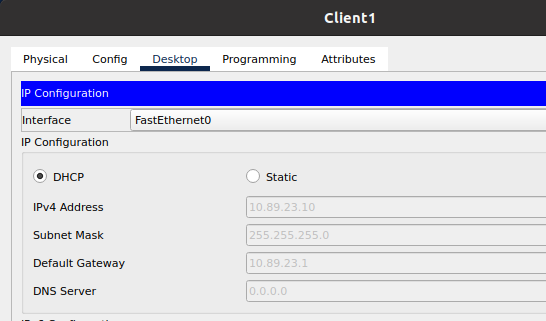 Client1
Physical Config Desktop Programming Attributes
IP Configuration
Interface FastEthernet0
IP Configuration
DHCP Static
IPv4 Address 10.89.23.10
Subnet Mask 255.255.255.0
Default Gateway 10.89.23.1
DNS Server 0.0.0.0